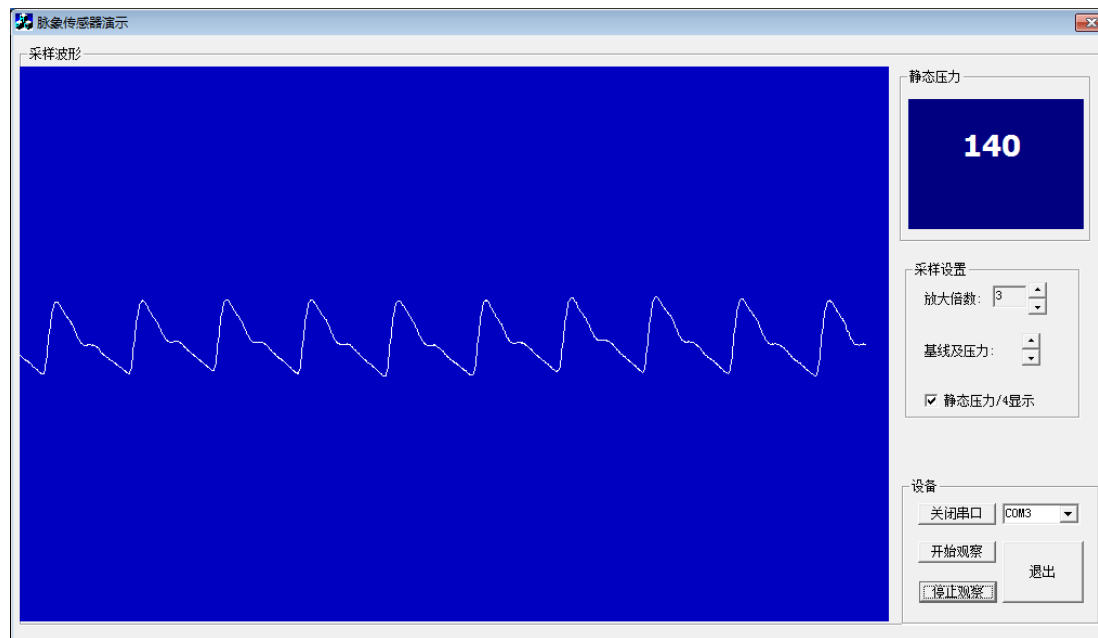 脉象传感器演示
采样波形
静态压力
140
采样设置
放大倍数: 3
基线及压力:
静态压力/4显示
设备
关闭串口 COM3
开始观察
退出
停止观察